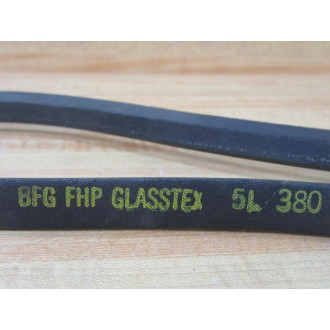 BFG FHP GLASSTEX 5L 380